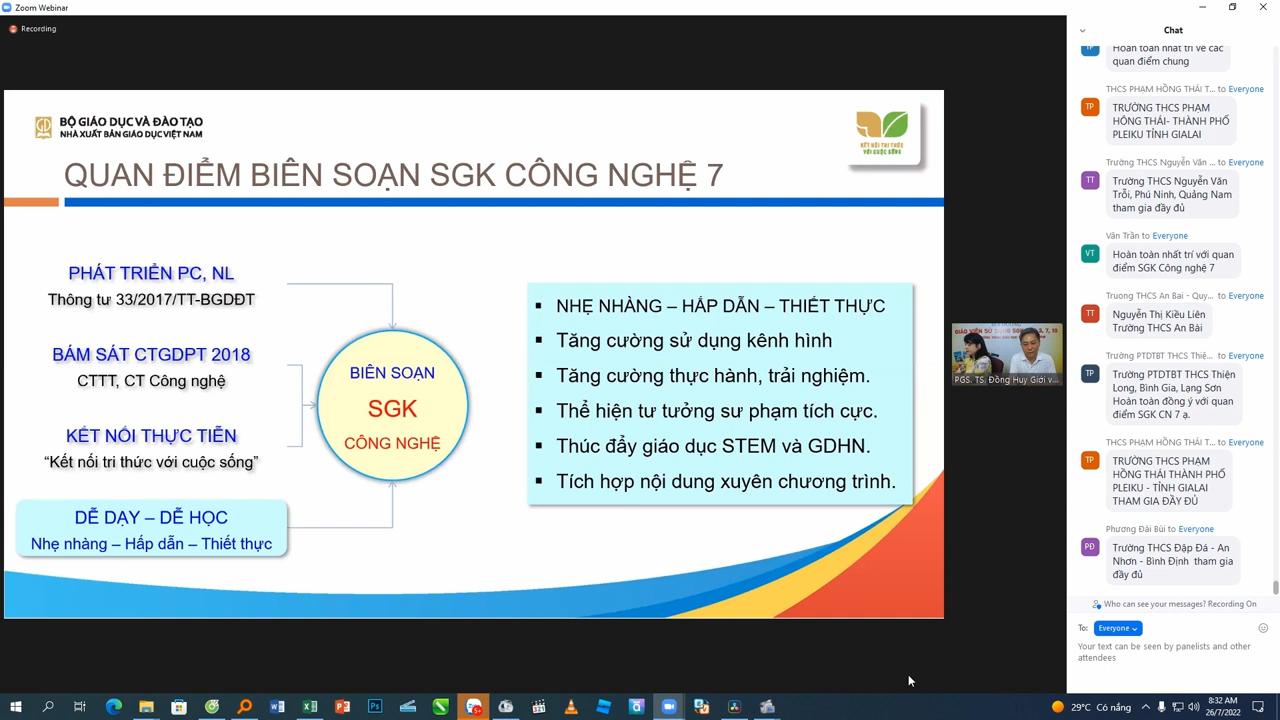 Zoom Webinar
Recording
BỘ GIÁO DỤC VÀ ĐÀO TẠO
NHÀ XUẤT BẢN GIÁO DỤC VIỆT NAM
KẾT NỐI TRI THỨC
VỚI CUỘC SỐNG
QUAN ĐIỂM BIÊN SOẠN SGK CÔNG NGHỆ 7
PHÁT TRIỂN PC, NL
Thông tư 33/2017/TT-BGDĐT
BÁM SÁT CTGDPT 2018
CTTT, CT Công nghệ
KẾT NỐI THỰC TIỄN
“Kết nối tri thức với cuộc sống”
DỄ DẠY – DỄ HỌC
Nhẹ nhàng – Hấp dẫn – Thiết thực
BIÊN SOẠN
SGK
CÔNG NGHỆ
▪ NHẸ NHÀNG – HẤP DẪN – THIẾT THỰC
▪ Tăng cường sử dụng kênh hình
▪ Tăng cường thực hành, trải nghiệm.
▪ Thể hiện tư tưởng sư phạm tích cực.
▪ Thúc đẩy giáo dục STEM và GDHN.
▪ Tích hợp nội dung xuyên chương trình.
PGS. TS. Đồng Huy Giới v...
Chat
TP
Hoàn toàn nhất trí về các
quan điểm chung
THCS PHẠM HỒNG THÁI T... to Everyone
TP
TRƯỜNG THCS PHẠM
HỒNG THÁI- THÀNH PHỐ
PLEIKU TỈNH GIALAI
Trường THCS Nguyễn Văn ... to Everyone
TT
Trường THCS Nguyễn Văn
Trỗi, Phú Ninh, Quảng Nam
tham gia đầy đủ
Vân Trần to Everyone
VT
Hoàn toàn nhất trí với quan
điểm SGK Công nghệ 7
Truong THCS An Bai - Quy... to Everyone
TT
Nguyễn Thị Kiều Liên
Trường THCS An Bài
Trường PTDTBT THCS Thiệ... to Everyone
TP
Trường PTDTBT THCS Thiện
Long, Bình Gia, Lạng Sơn
Hoàn toàn đồng ý với quan
điểm SGK CN 7 ạ.
THCS PHẠM HỒNG THÁI T... to Everyone
TP
TRƯỜNG THCS PHẠM
HỒNG THÁI THÀNH PHỐ
PLEIKU - TỈNH GIALAI
THAM GIA ĐẦY ĐỦ
Phương Đài Bùi to Everyone
PĐ
Trường THCS Đập Đá - An
Nhơn - Bình Định tham gia
đầy đủ
Who can see your messages? Recording On
To: Everyone
Your text can be seen by panelists and other
attendees
29°C Có nắng
8:32 AM
26/7/2022